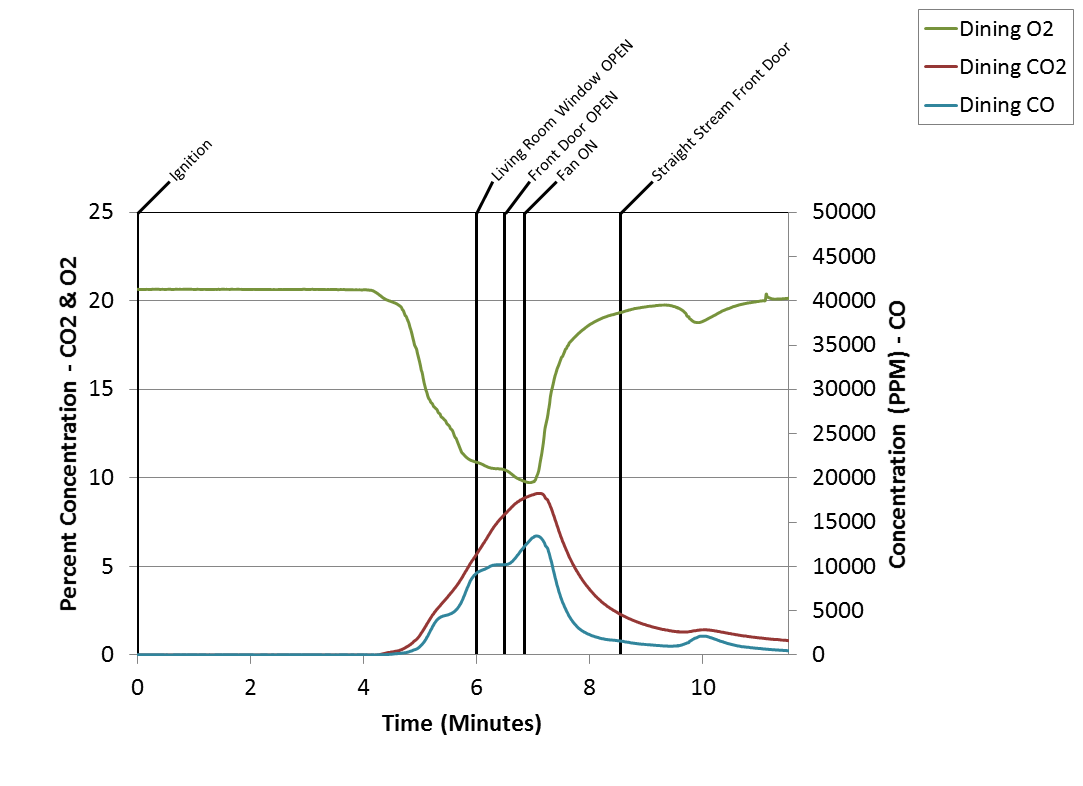 Dining O2
Dining CO2
Dining CO
Ignition
Living Room Window OPEN
Front Door OPEN
Fan ON
Straight Stream Front Door
Percent Concentration - CO2 & O2
25
20
15
10
5
0
50000
45000
40000
35000
30000
25000
20000
15000
10000
5000
0
Concentration (PPM) - CO
0 2 4 6 8 10
Time (Minutes)